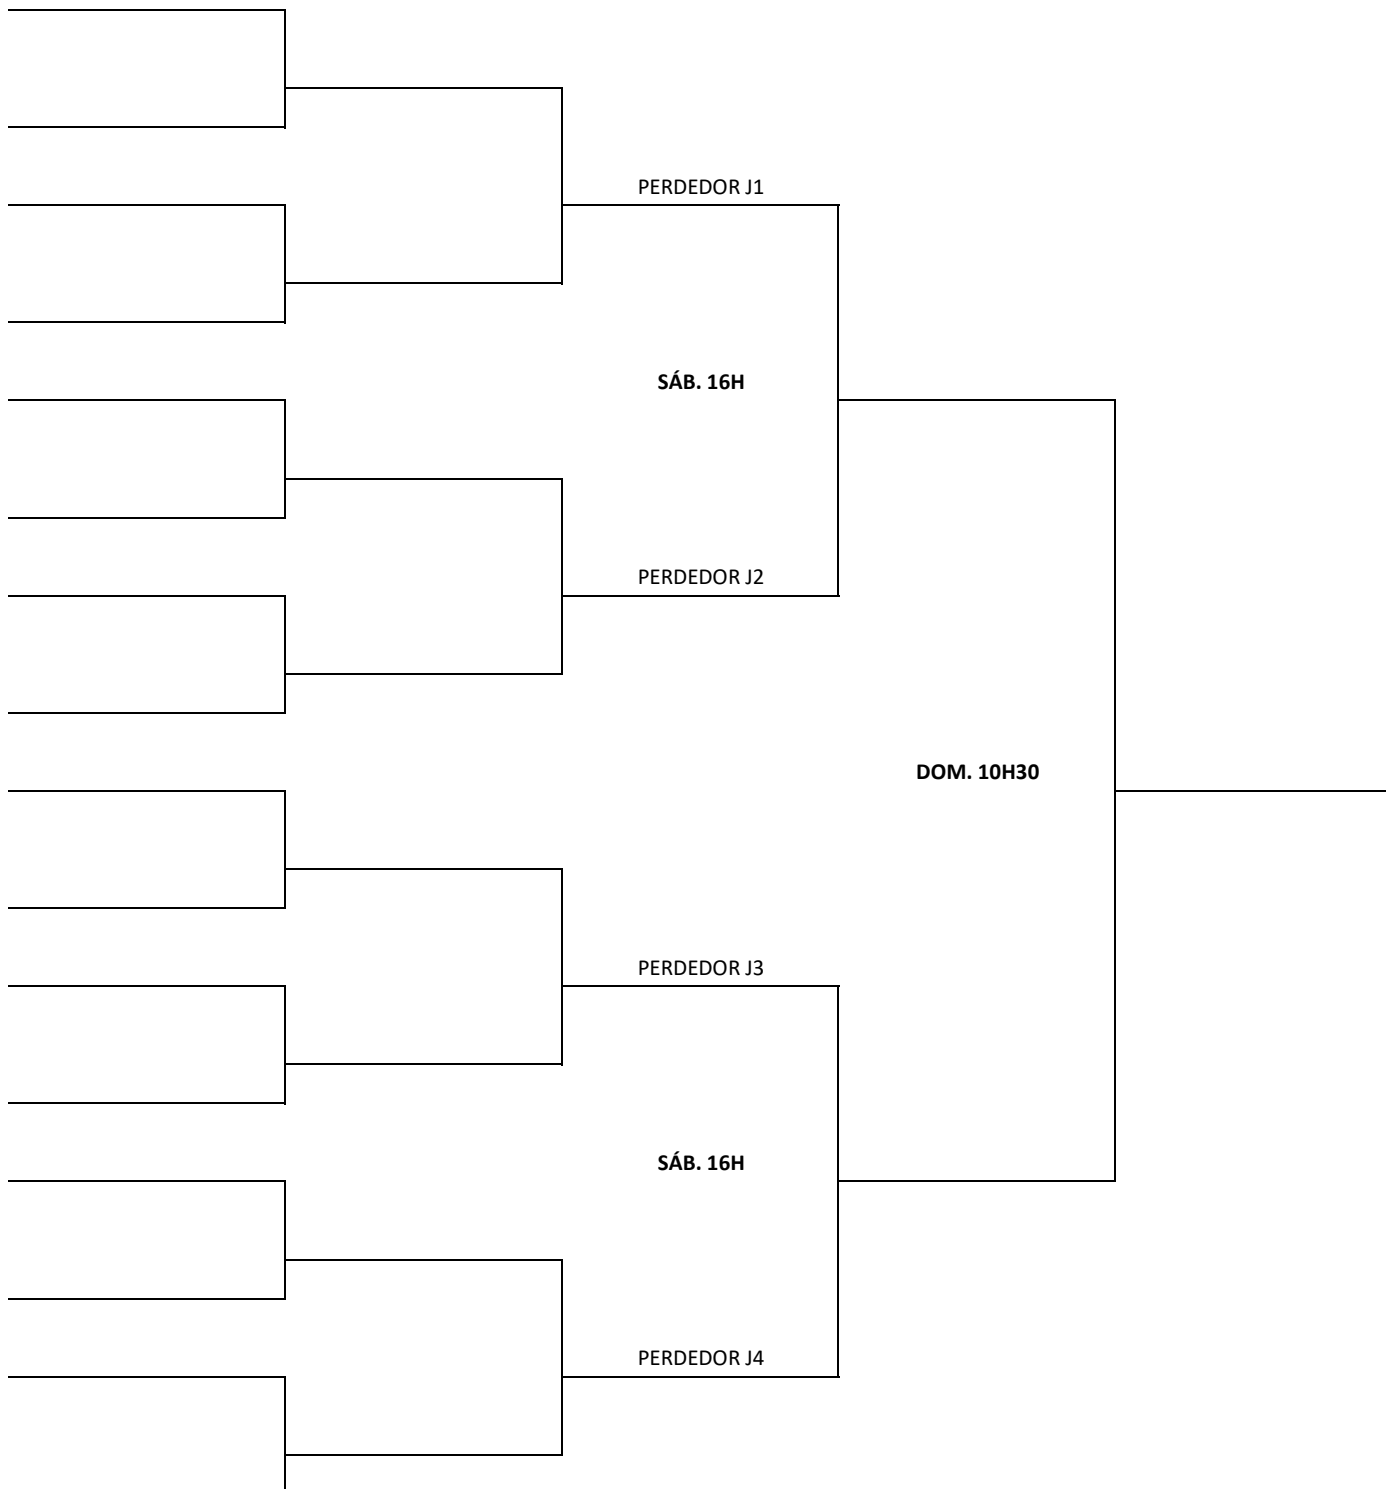 PERDEDOR J1
SÁB. 16H
PERDEDOR J2
DOM. 10H30
PERDEDOR J3
SÁB. 16H
PERDEDOR J4